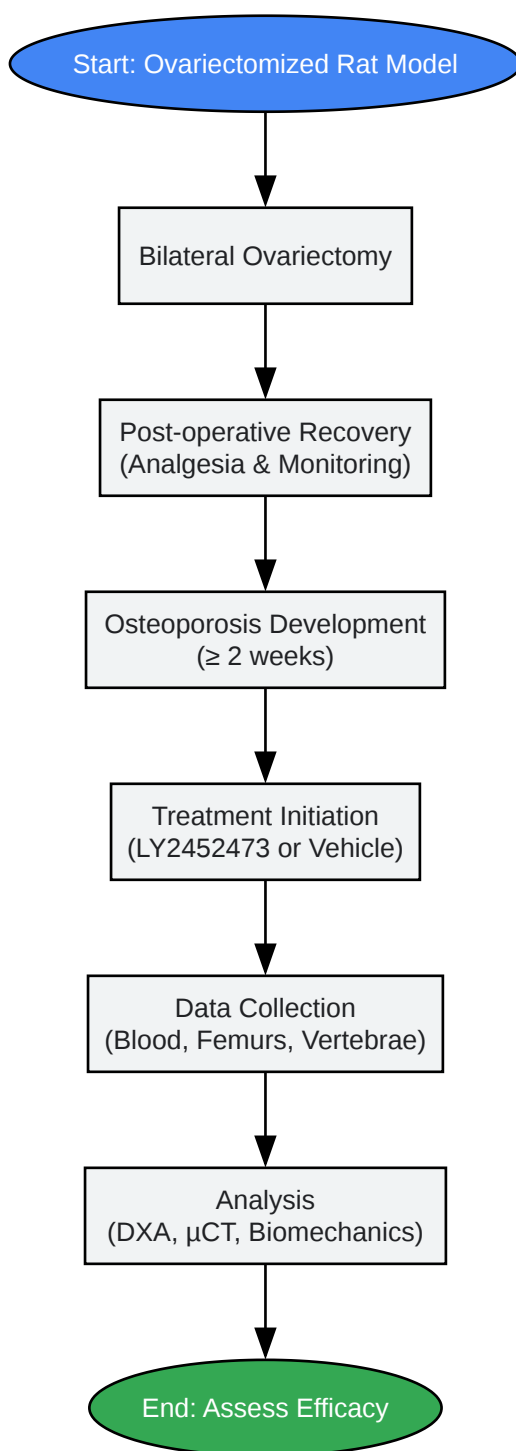 Start: Ovariectomized Rat Model
Bilateral Ovariectomy
Post-operative Recovery
(Analgesia & Monitoring)
Osteoporosis Development
(≥ 2 weeks)
Treatment Initiation
(LY2452473 or Vehicle)
Data Collection
(Blood, Femurs, Vertebrae)
Analysis
(DXA, µCT, Biomechanics)
End: Assess Efficacy